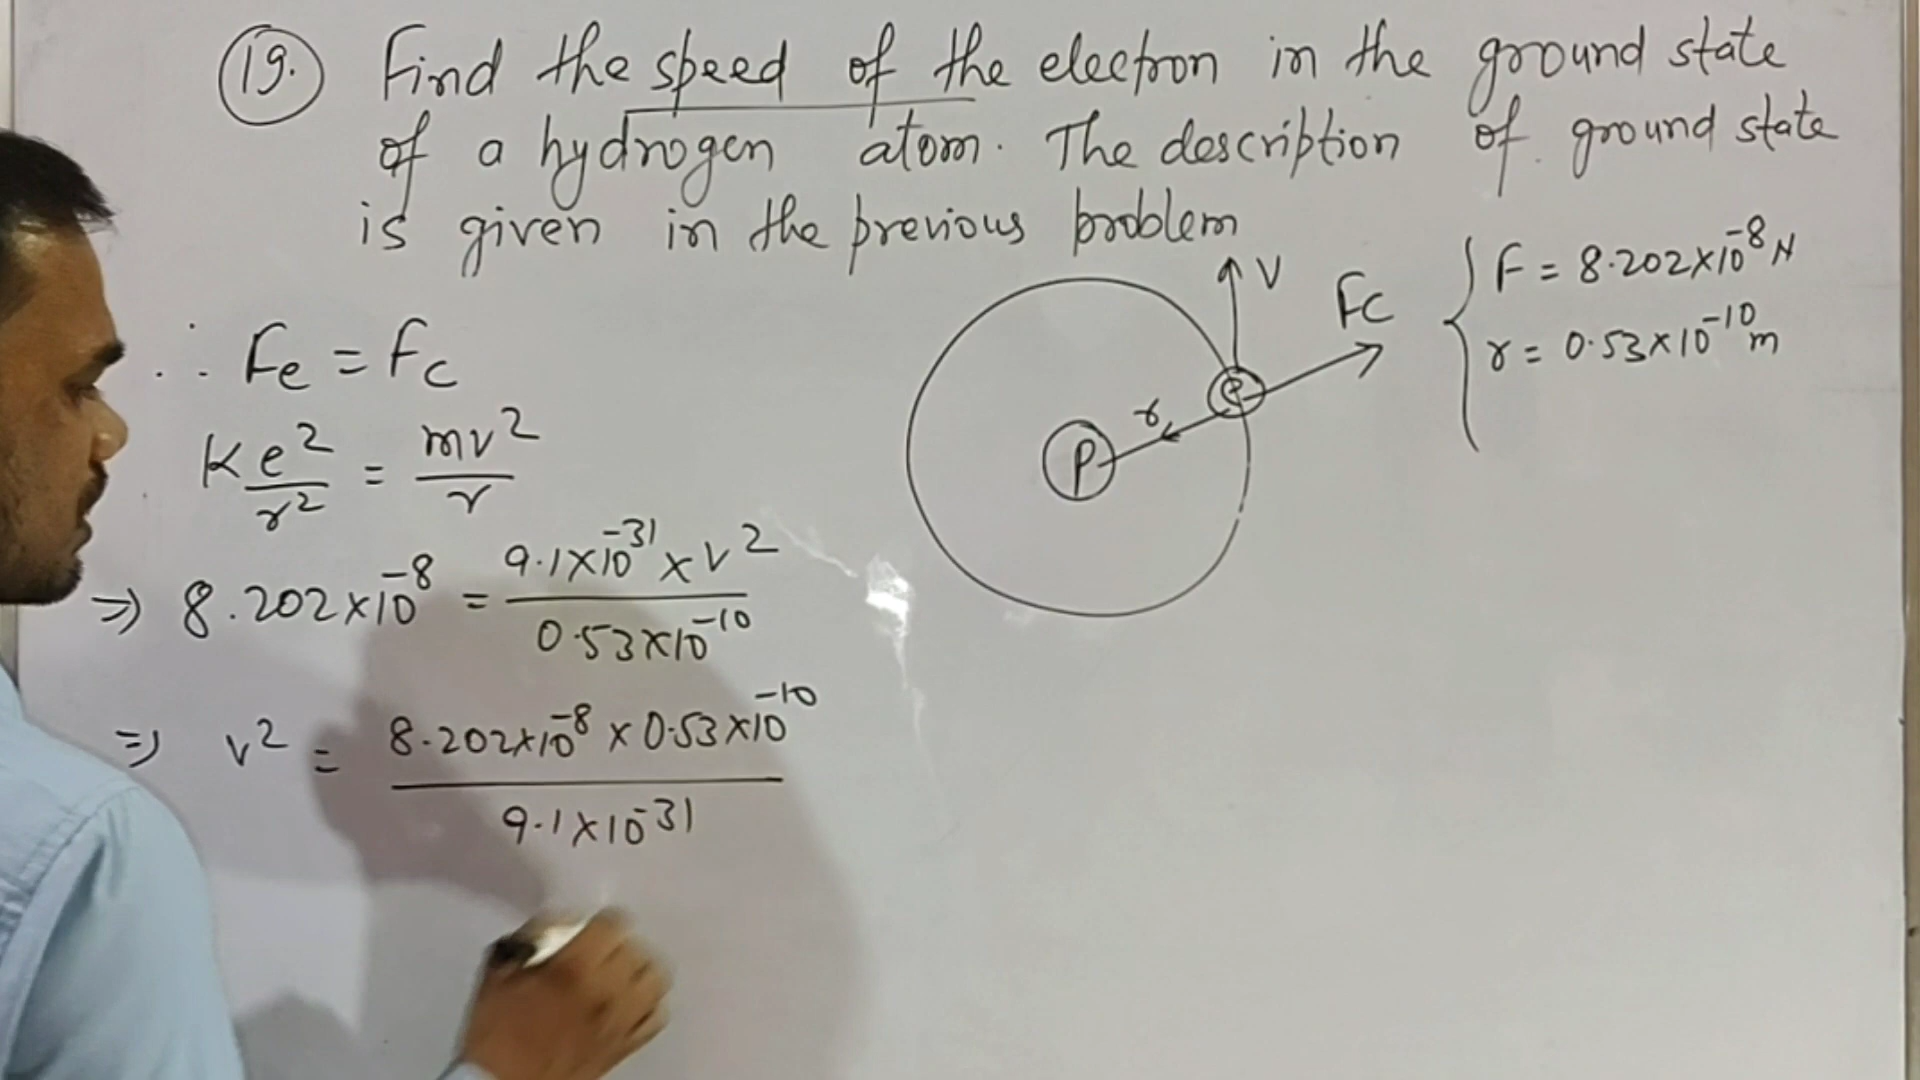 19. Find the speed of the electron in the ground state
of a hydrogen atom. The description of ground state
is given in the previous problem
V
Fc
F = 8.202×10⁻⁸ N
r = 0.53×10⁻¹⁰ m
e
r
P
∴ Fe = Fc
K e²/r² = mv²/r
⇒ 8.202×10⁻⁸ = 9.1×10⁻³¹ × v² / 0.53×10⁻¹⁰
⇒ v² = 8.202×10⁻⁸ × 0.53×10⁻¹⁰ / 9.1×10⁻³¹